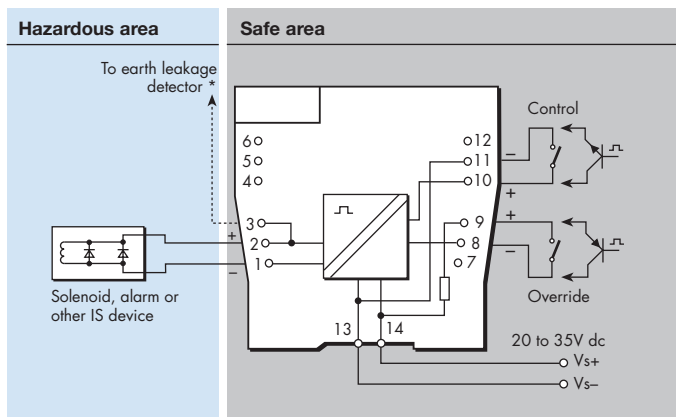 Hazardous area
Safe area
To earth leakage
detector *
Control
6
5
4
3
2
1
12
11
10
9
8
7
–
+
+
–
+
–
Solenoid, alarm or
other IS device
Override
13
14
20 to 35V dc
Vs+
Vs–